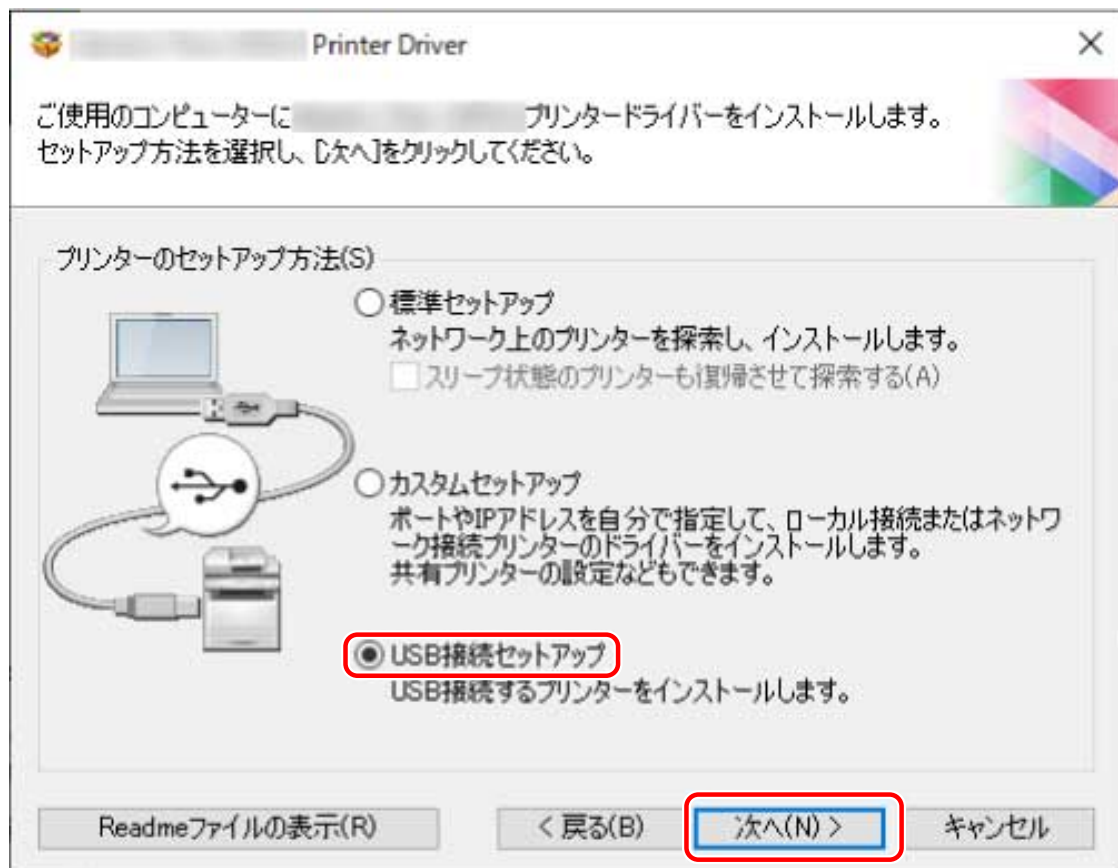 Printer Driver
ご使用のコンピューターに プリンタードライバーをインストールします。
セットアップ方法を選択し、[次へ]をクリックしてください。
プリンターのセットアップ方法(S)
標準セットアップ
ネットワーク上のプリンターを探索し、インストールします。
スリープ状態のプリンターも復帰させて探索する(A)
カスタムセットアップ
ポートやIPアドレスを自分で指定して、ローカル接続またはネットワ
ーク接続プリンターのドライバーをインストールします。
共有プリンターの設定などもできます。
USB接続セットアップ
USB接続するプリンターをインストールします。
Readmeファイルの表示(R)
< 戻る(B)
次へ(N) >
キャンセル